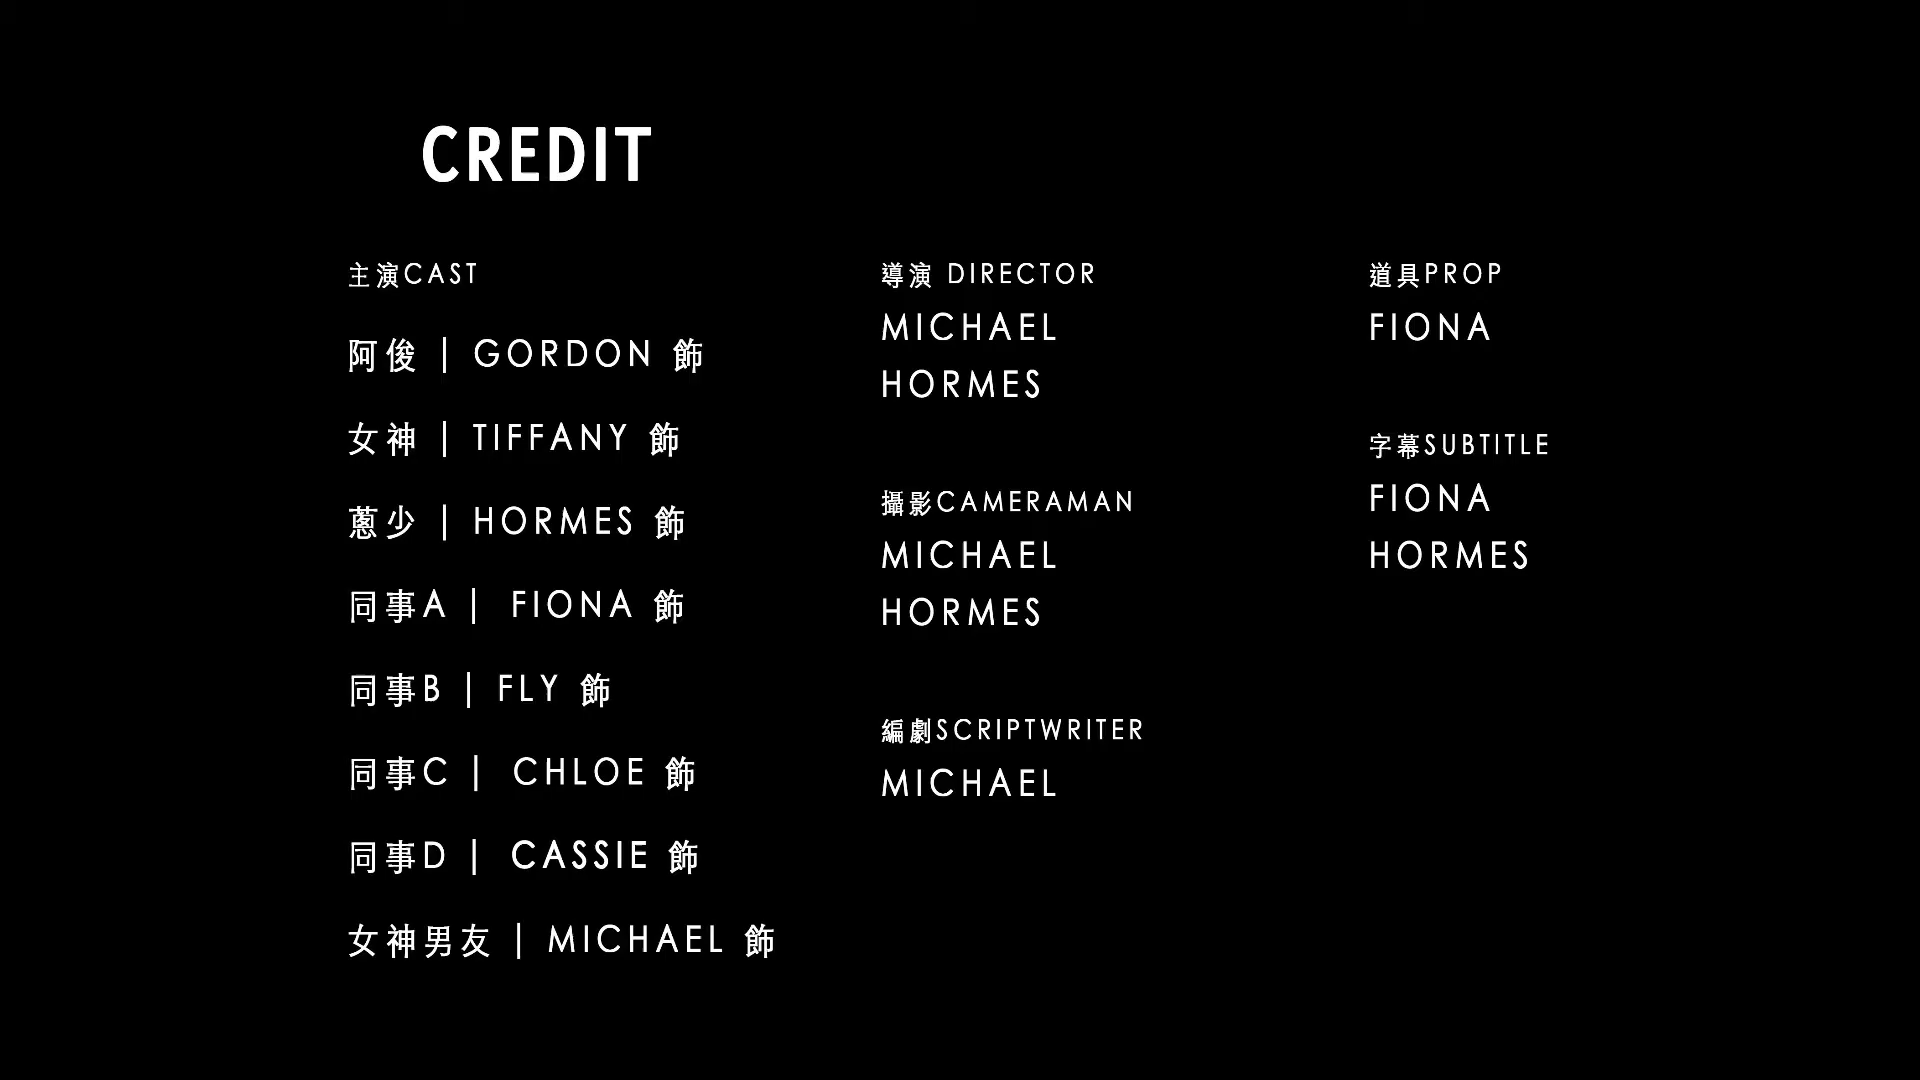 CREDIT
主演CAST
阿俊 | GORDON 飾
女神 | TIFFANY 飾
蔥少 | HORMES 飾
同事A | FIONA 飾
同事B | FLY 飾
同事C | CHLOE 飾
同事D | CASSIE 飾
女神男友 | MICHAEL 飾
導演 DIRECTOR
MICHAEL
HORMES
攝影CAMERAMAN
MICHAEL
HORMES
編劇SCRIPTWRITER
MICHAEL
道具PROP
FIONA
字幕SUBTITLE
FIONA
HORMES